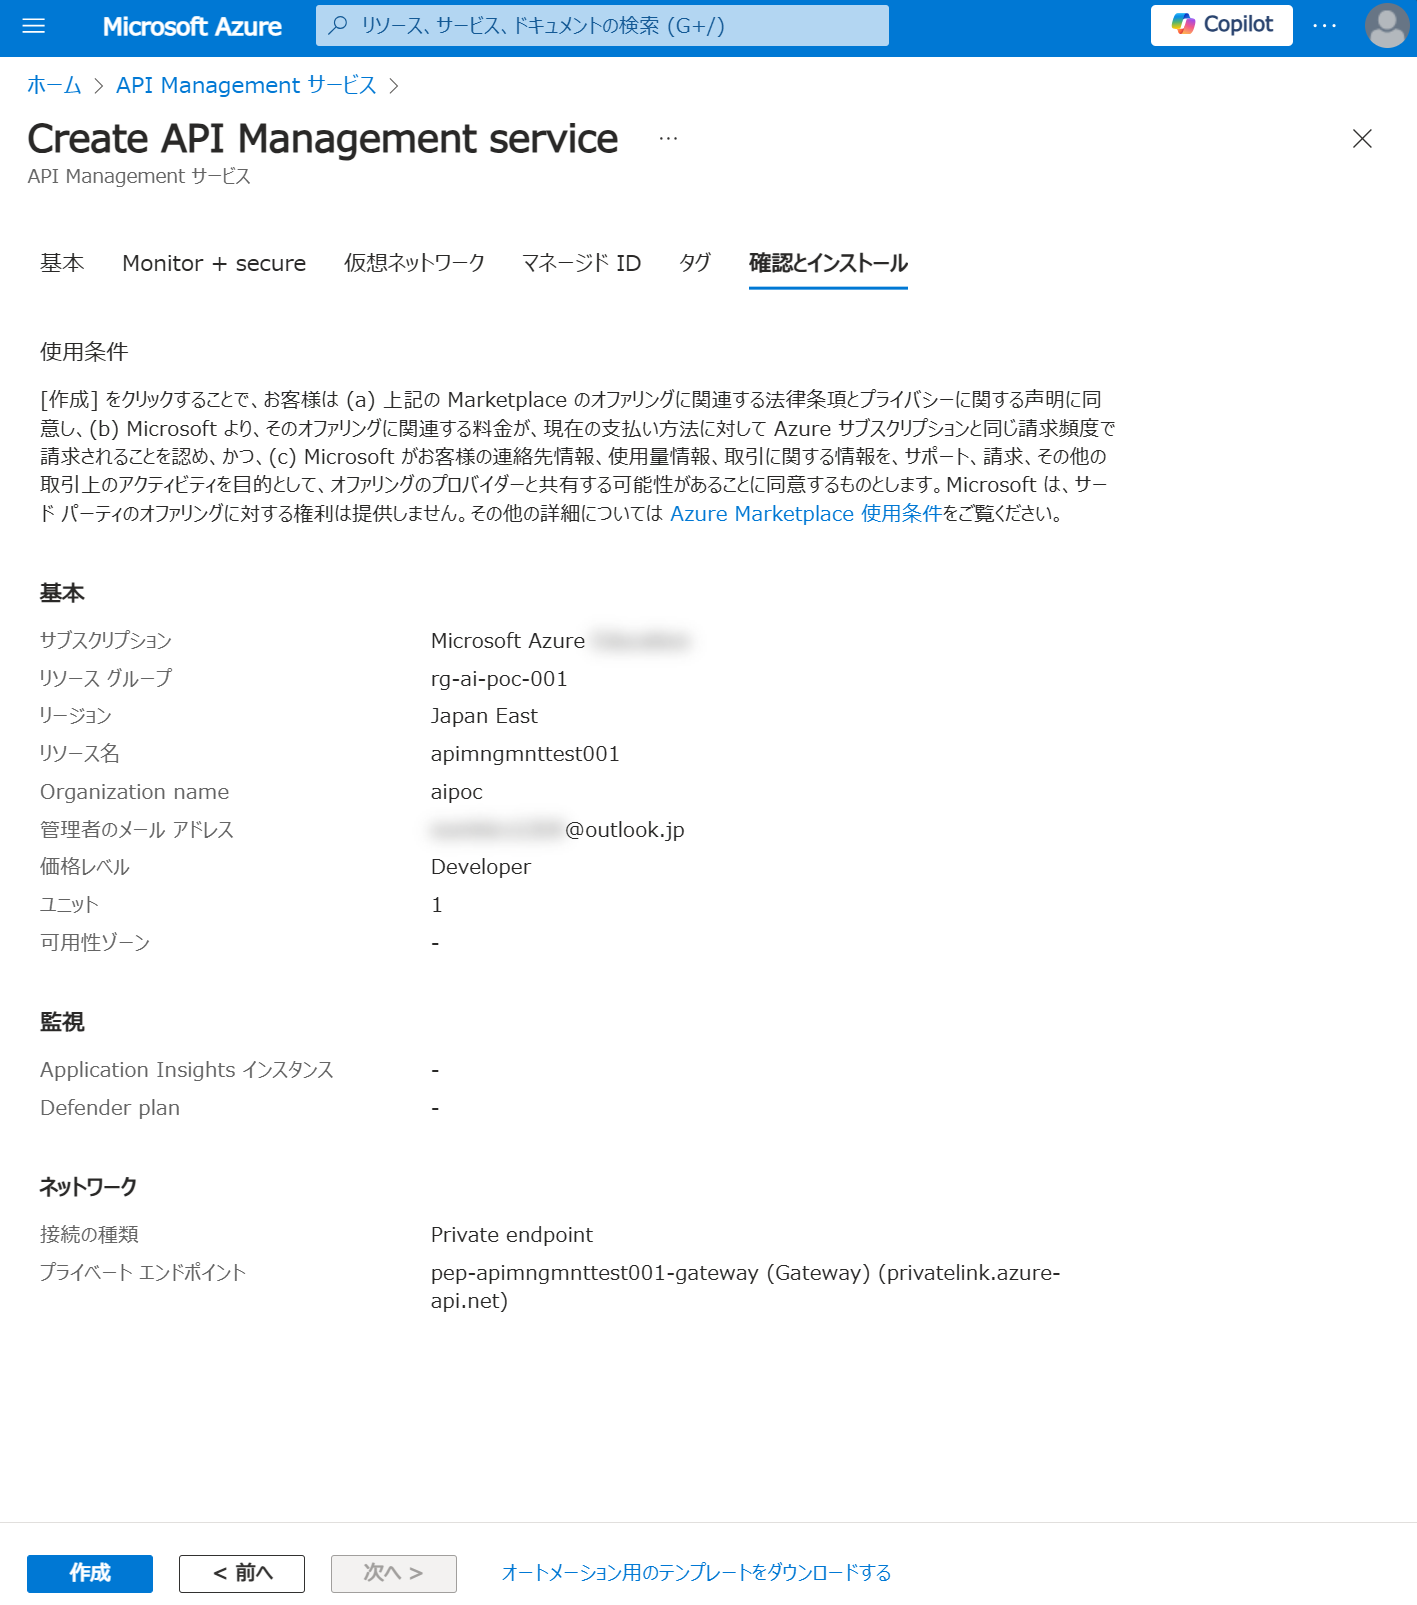 Microsoft Azure
リソース、サービス、ドキュメントの検索 (G+/)
Copilot
···
ホーム > API Management サービス >
Create API Management service ···
API Management サービス
基本 Monitor + secure 仮想ネットワーク マネージド ID タグ 確認とインストール
使用条件
[作成] をクリックすることで、お客様は (a) 上記の Marketplace のオファリングに関連する法律条項とプライバシーに関する声明に同
意し、(b) Microsoft より、そのオファリングに関連する料金が、現在の支払い方法に対して Azure サブスクリプションと同じ請求頻度で
請求されることを認め、かつ、(c) Microsoft がお客様の連絡先情報、使用量情報、取引に関する情報を、サポート、請求、その他の
取引上のアクティビティを目的として、オファリングのプロバイダーと共有する可能性があることに同意するものとします。Microsoft は、サー
ド パーティのオファリングに対する権利は提供しません。その他の詳細については Azure Marketplace 使用条件をご覧ください。
基本
サブスクリプション Microsoft Azure
リソース グループ rg-ai-poc-001
リージョン Japan East
リソース名 apimngmnttest001
Organization name aipoc
管理者のメール アドレス @outlook.jp
価格レベル Developer
ユニット 1
可用性ゾーン -
監視
Application Insights インスタンス -
Defender plan -
ネットワーク
接続の種類 Private endpoint
プライベート エンドポイント pep-apimngmnttest001-gateway (Gateway) (privatelink.azure-
api.net)
作成 < 前へ 次へ > オートメーション用のテンプレートをダウンロードする